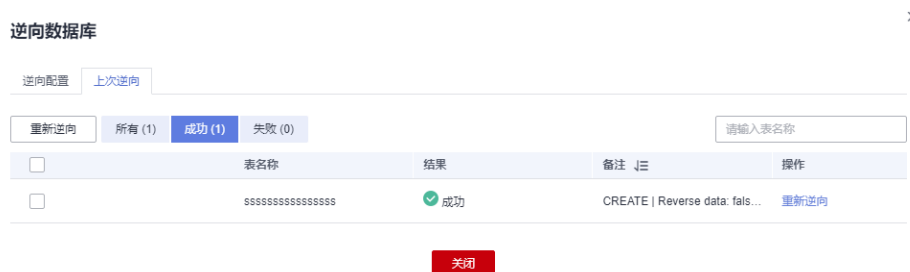 逆向数据库
逆向配置 上次逆向
重新逆向 所有 (1) 成功 (1) 失败 (0) 请输入表名称
表名称 结果 备注 操作
ssssssssssssssss 成功 CREATE | Reverse data: fals... 重新逆向
关闭